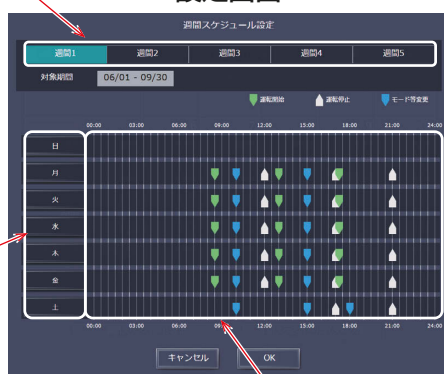 週間スケジュール設定
週間1 週間2 週間3 週間4 週間5
対象期間 06/01 - 09/30
運転開始 運転停止 モード等変更
00:00 03:00 06:00 09:00 12:00 15:00 18:00 21:00 24:00
日
月
火
水
木
金
土
00:00 03:00 06:00 09:00 12:00 15:00 18:00 21:00 24:00
キャンセル OK